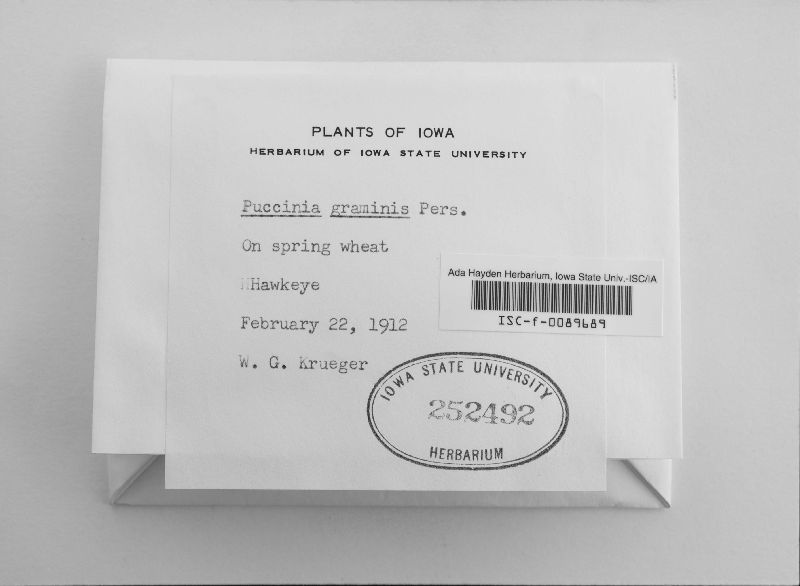 PLANTS OF IOWA
HERBARIUM OF IOWA STATE UNIVERSITY
Puccinia graminis Pers.
On spring wheat
Hawkeye
February 22, 1912
W. G. Krueger
Ada Hayden Herbarium, Iowa State Univ.-ISC/IA
ISC-f-0089689
IOWA STATE UNIVERSITY
252492
HERBARIUM